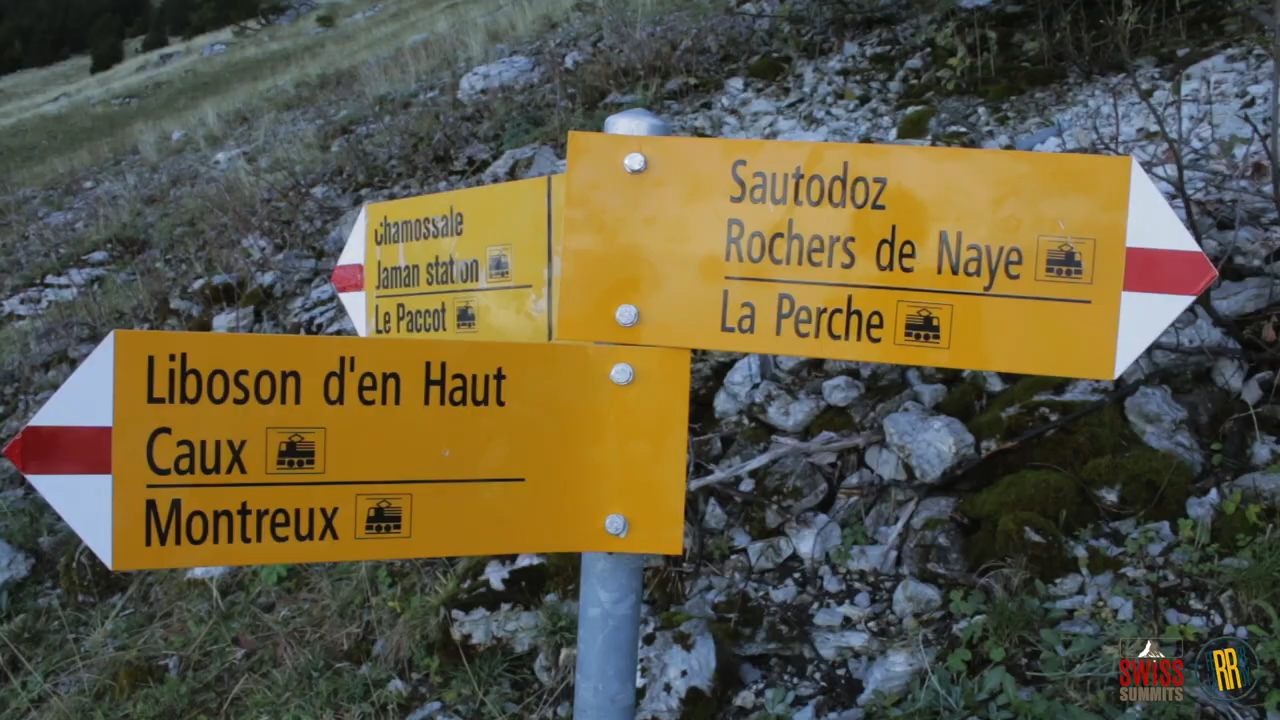 Sautodoz
Rochers de Naye
La Perche
Chamossale
Jaman station
Le Paccot
Liboson d'en Haut
Caux
Montreux
SWISS
SUMMITS
RR